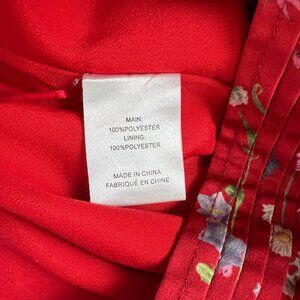 MAIN:
100%POLYESTER
LINING:
100%POLYESTER
MADE IN CHINA
FABRIQUÉ EN CHINE